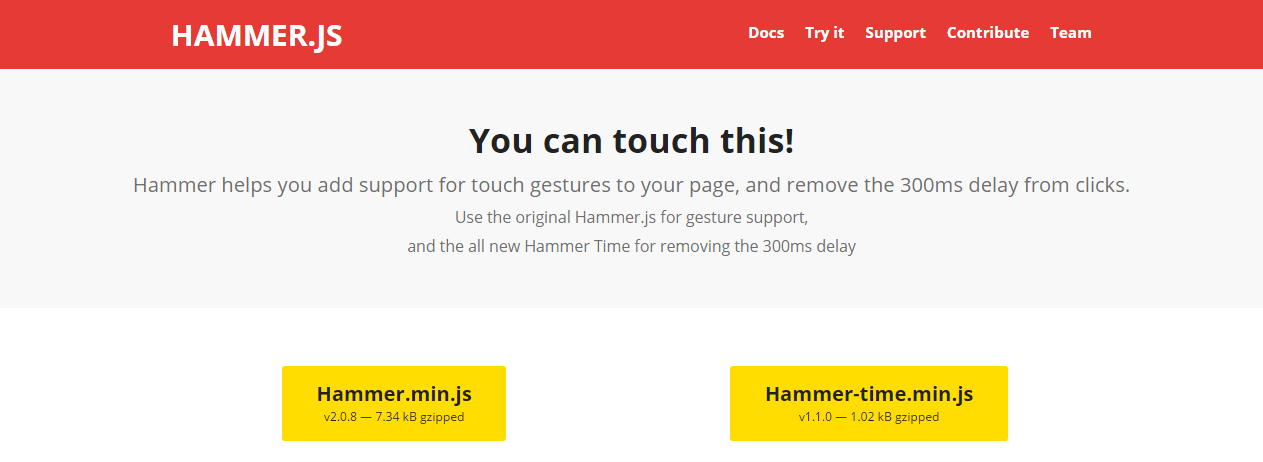 HAMMER.JS
Docs Try it Support Contribute Team
You can touch this!
Hammer helps you add support for touch gestures to your page, and remove the 300ms delay from clicks.
Use the original Hammer.js for gesture support,
and the all new Hammer Time for removing the 300ms delay
Hammer.min.js
v2.0.8 — 7.34 kB gzipped
Hammer-time.min.js
v1.1.0 — 1.02 kB gzipped